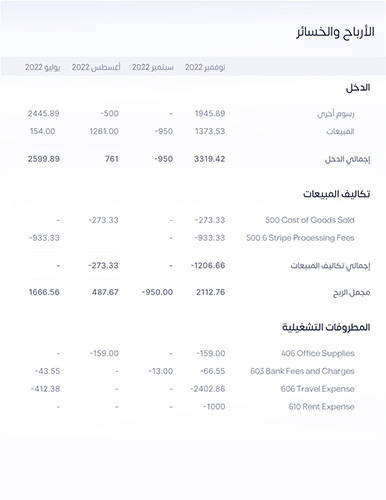 الأرباح والخسائر
نوفمبر 2022 سبتمبر 2022 أغسطس 2022 يوليو 2022
الدخل
رسوم أخرى 1945.89 - -500 2445.89
المبيعات 1373.53 -950 1261.00 154.00
إجمالي الدخل 3319.42 -950 761 2599.89
تكاليف المبيعات
500 Cost of Goods Sold -273.33 - -273.33 -
500.6 Stripe Processing Fees -933.33 - -933.33
إجمالي تكاليف المبيعات -1206.66 - -273.33 -
مجمل الربح 2112.76 -950.00 487.67 1666.56
المطروفات التشغيلية
406 Office Supplies -159.00 - -159.00 -
603 Bank Fees and Charges -66.55 -13.00 - -43.55
606 Travel Expense -2402.86 - - -412.38
610 Rent Expense -1000 - - -